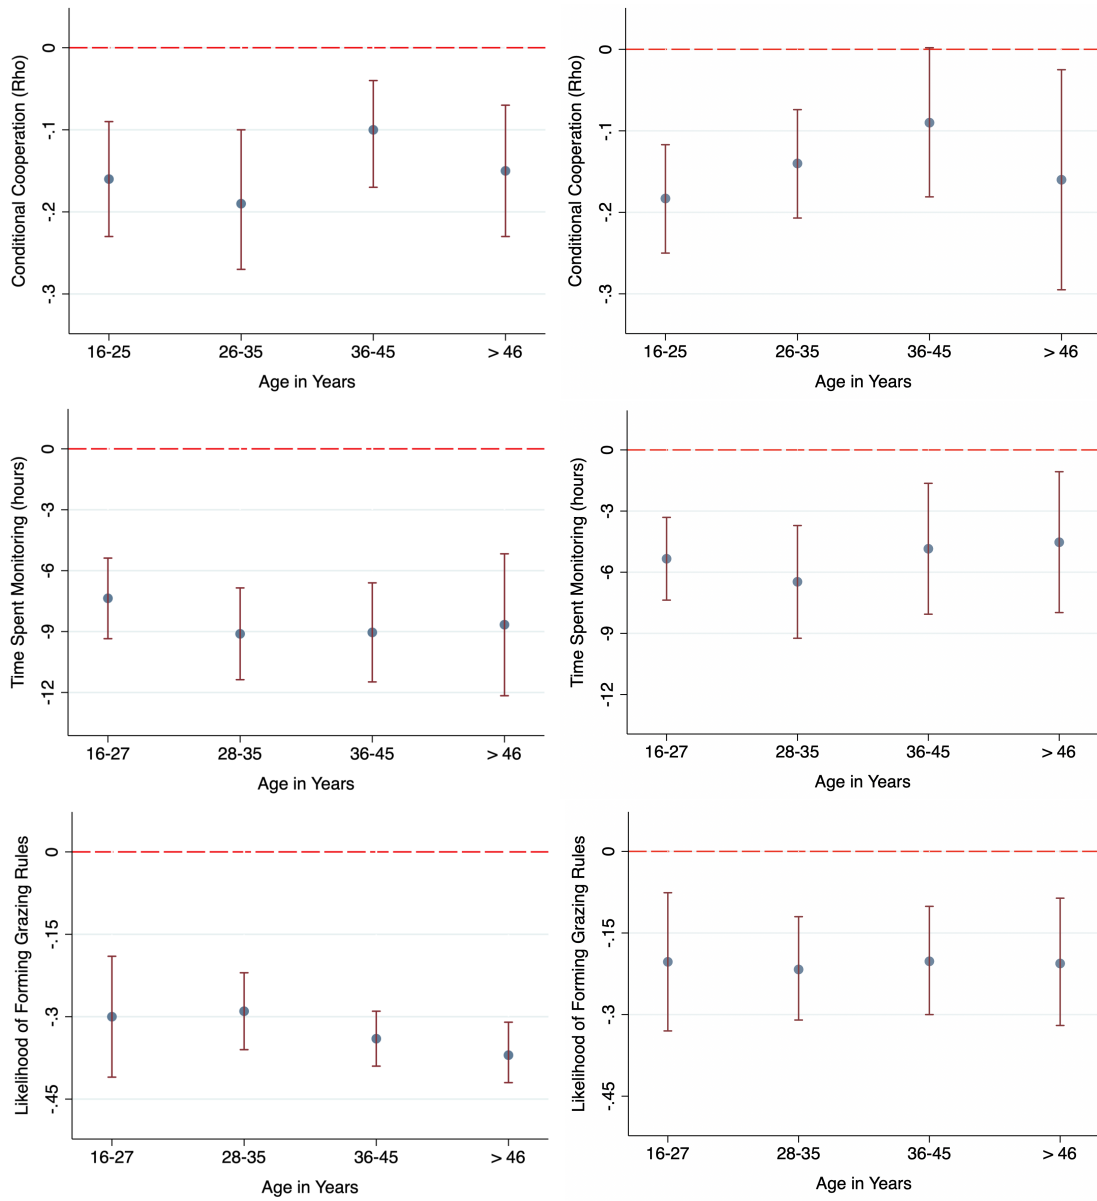 Conditional Cooperation (Rho)
0
-.1
-.2
-.3
16-25 26-35 36-45 > 46
Age in Years
Conditional Cooperation (Rho)
0
-.1
-.2
-.3
16-25 26-35 36-45 > 46
Age in Years
Time Spent Monitoring (hours)
0
-3
-6
-9
-12
16-27 28-35 36-45 > 46
Age in Years
Time Spent Monitoring (hours)
0
-3
-6
-9
-12
16-27 28-35 36-45 > 46
Age in Years
Likelihood of Forming Grazing Rules
0
-.15
-.3
-.45
16-27 28-35 36-45 > 46
Age in Years
Likelihood of Forming Grazing Rules
0
-.15
-.3
-.45
16-27 28-35 36-45 > 46
Age in Years